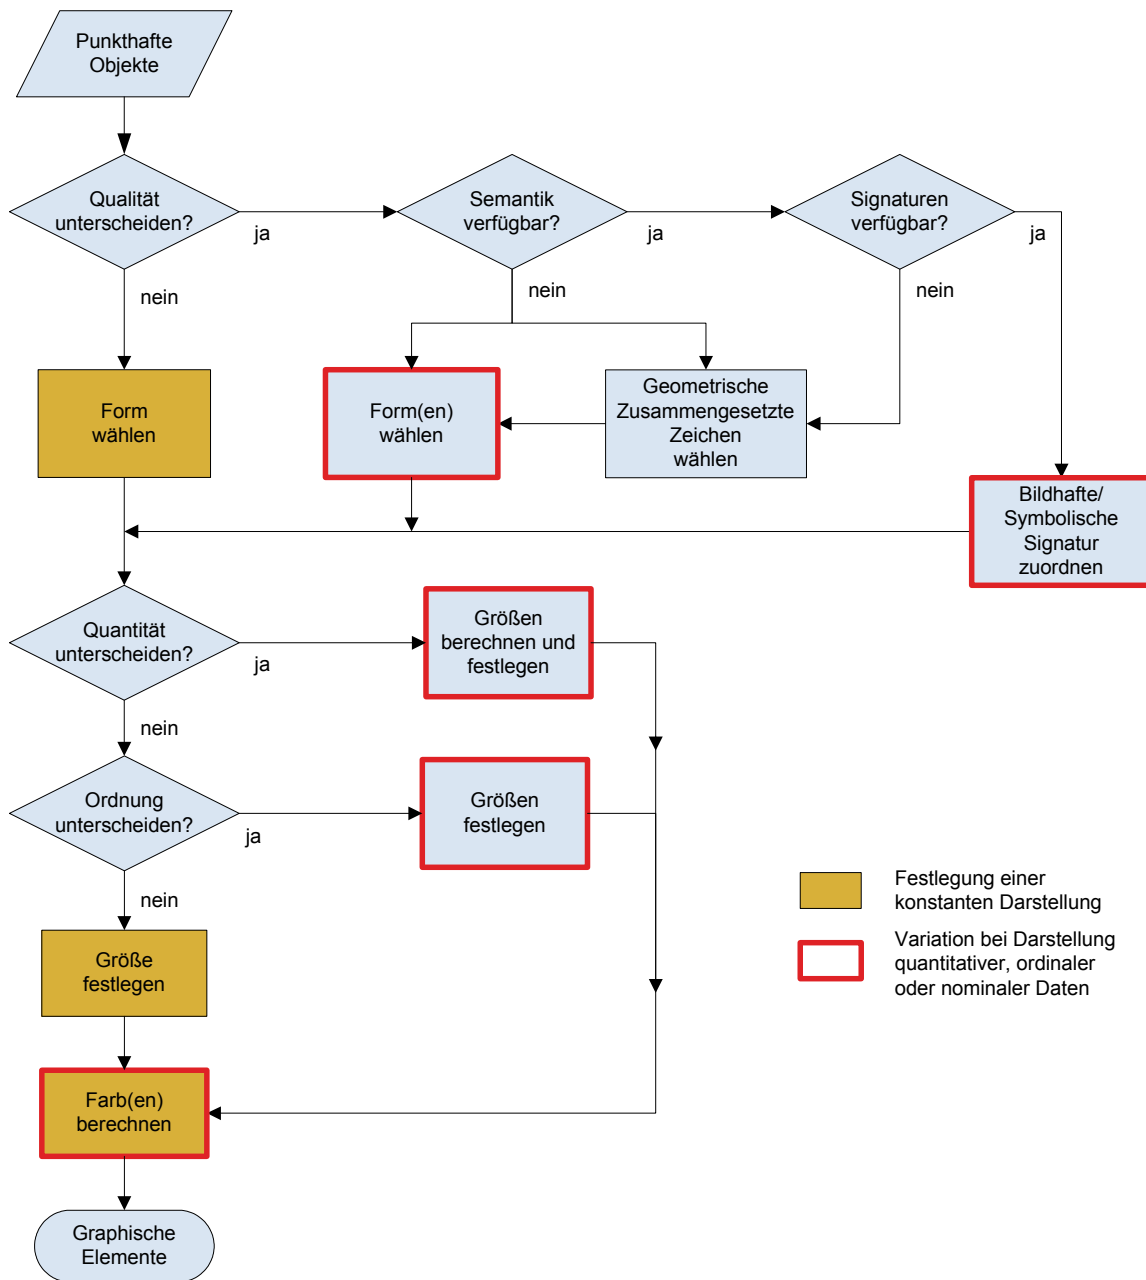 Punkthafte
Objekte
Qualität
unterscheiden?
ja
nein
Semantik
verfügbar?
ja
nein
Signaturen
verfügbar?
ja
nein
Form
wählen
Form(en)
wählen
Geometrische
Zusammengesetzte
Zeichen
wählen
Bildhafte/
Symbolische
Signatur
zuordnen
Quantität
unterscheiden?
ja
nein
Größen
berechnen und
festlegen
Ordnung
unterscheiden?
ja
nein
Größen
festlegen
Größe
festlegen
Farb(en)
berechnen
Graphische
Elemente
Festlegung einer
konstanten Darstellung
Variation bei Darstellung
quantitativer, ordinaler
oder nominaler Daten